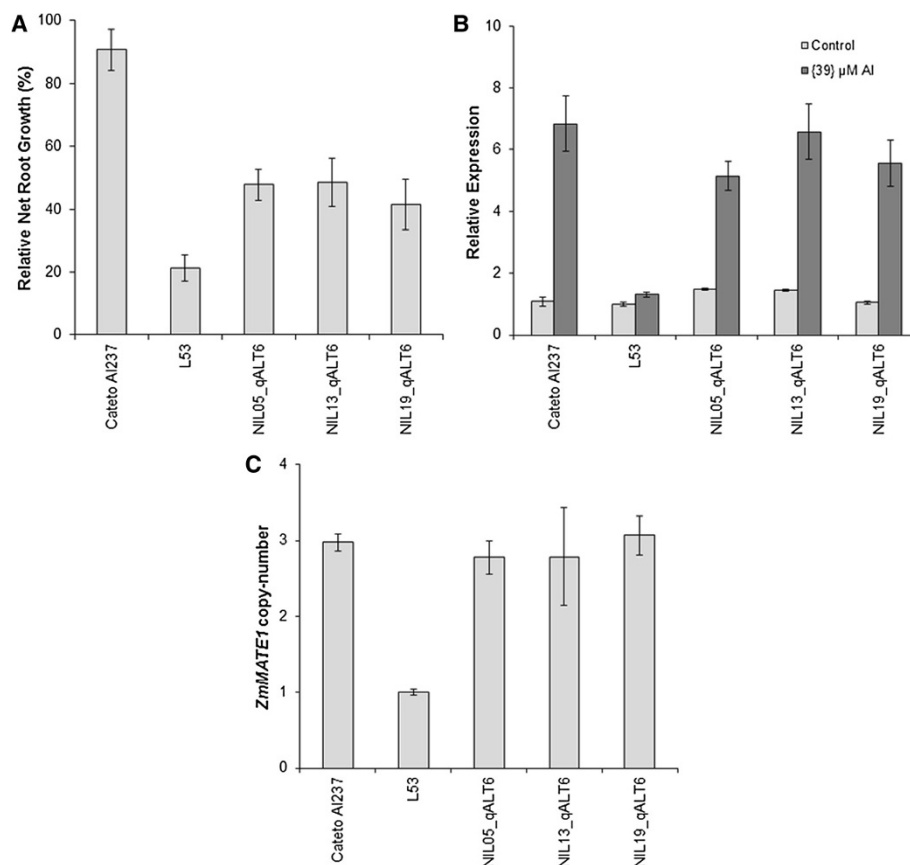 A
Relative Net Root Growth (%)
100
80
60
40
20
0
Cateto Al237
L53
NIL05_qALT6
NIL13_qALT6
NIL19_qALT6
B
Relative Expression
10
8
6
4
2
0
Control
{39} µM Al
Cateto Al237
L53
NIL05_qALT6
NIL13_qALT6
NIL19_qALT6
C
ZmMATE1 copy-number
4
3
2
1
0
Cateto Al237
L53
NIL05_qALT6
NIL13_qALT6
NIL19_qALT6